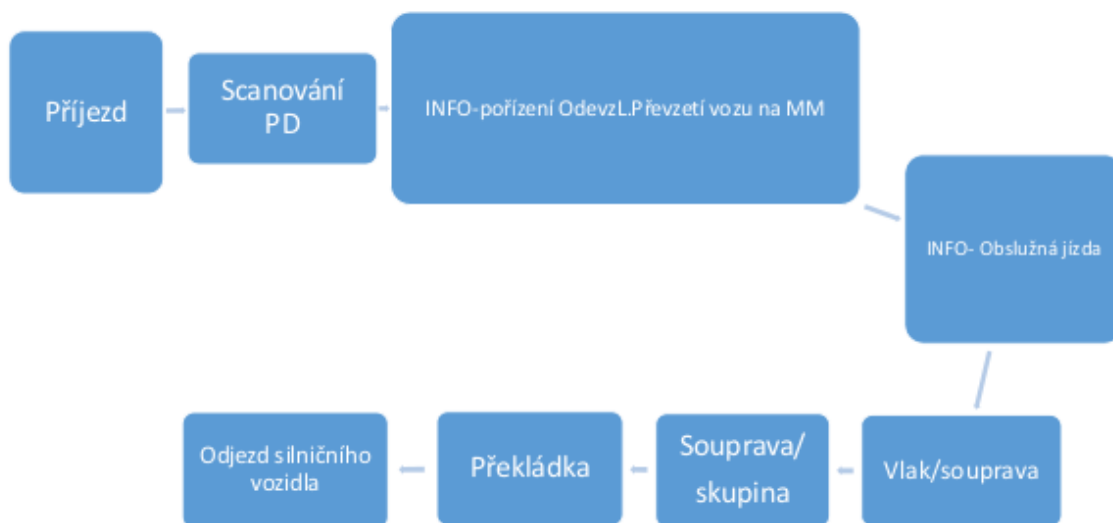 Příjezd
Scanování
PD
INFO-pořízení OdevzL.Převzetí vozu na MM
INFO- Obslužná jízda
Vlak/souprava
Souprava/
skupina
Překládka
Odjezd silničního
vozidla